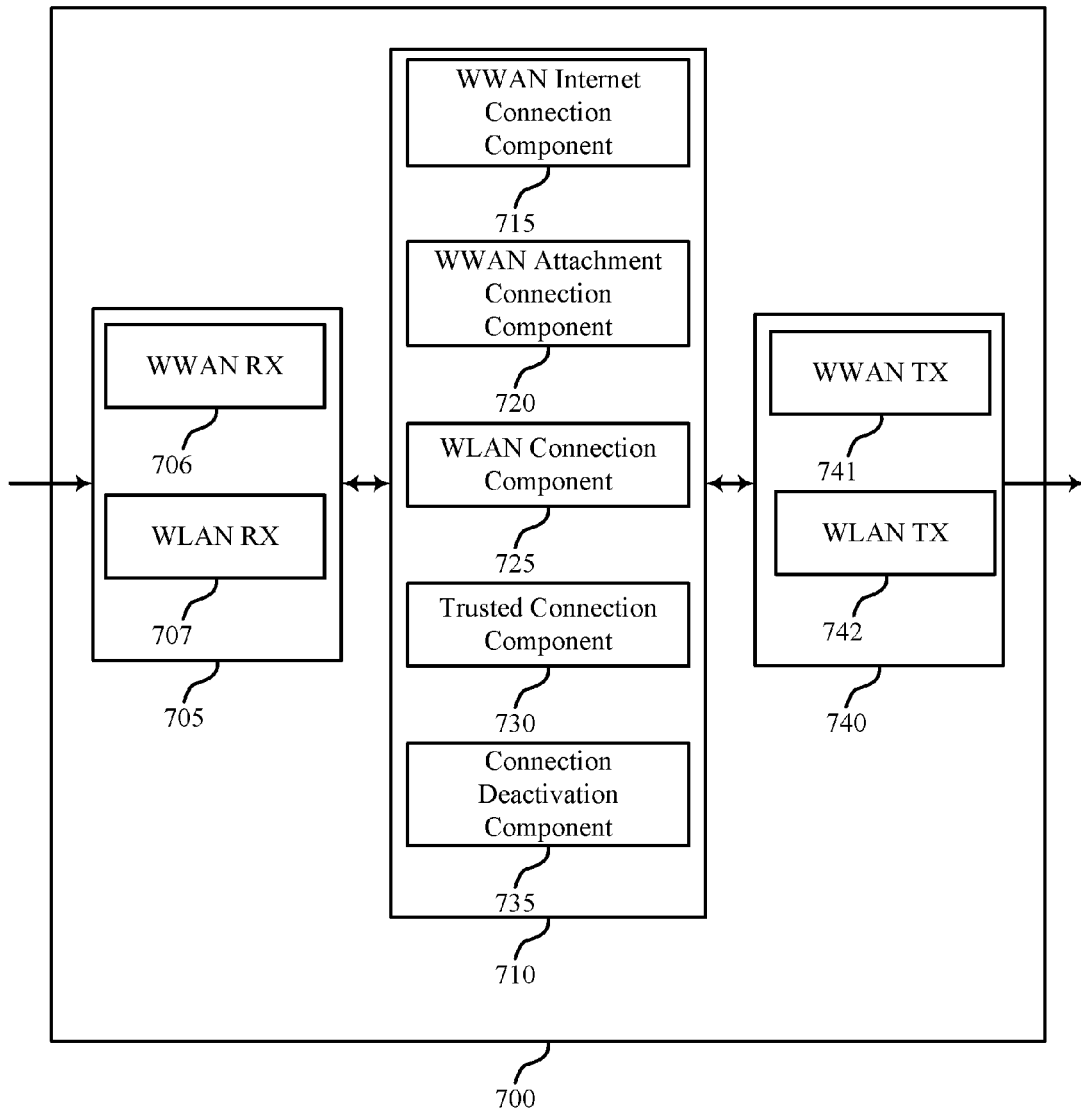 WWAN Internet
Connection
Component
715
WWAN Attachment
Connection
Component
720
WWAN RX
706
WLAN RX
707
705
WLAN Connection
Component
725
Trusted Connection
Component
730
Connection
Deactivation
Component
735
710
WWAN TX
741
WLAN TX
742
740
700